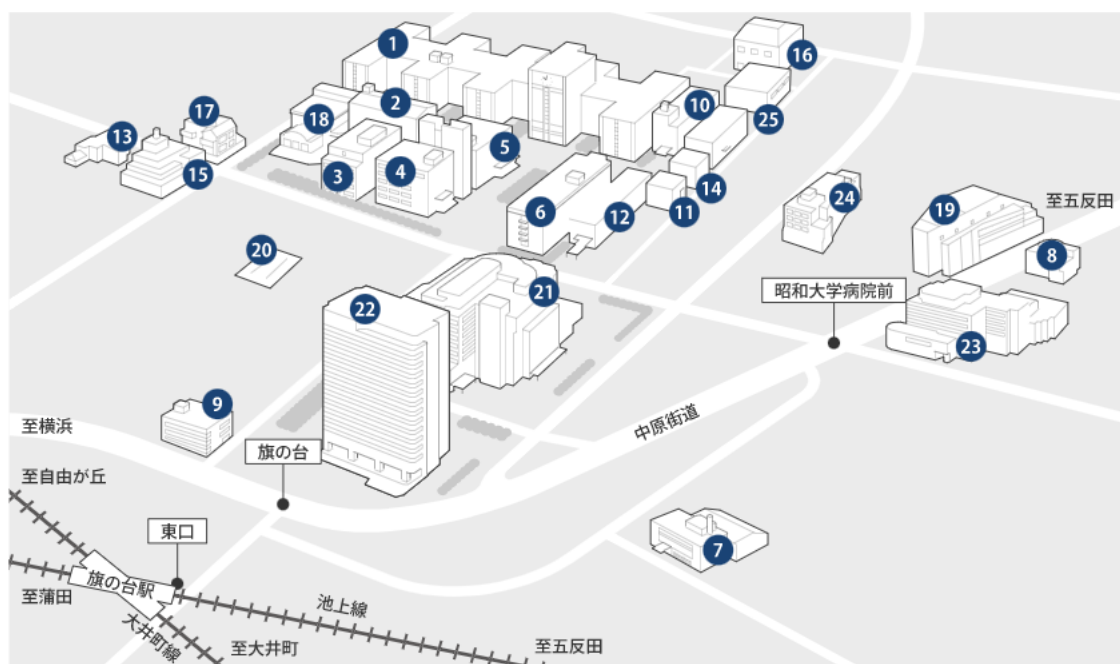 1
16
2
10
17
18
25
13
5
3
4
15
14
6
11
12
24
19
至五反田
8
20
21
昭和大学病院前
22
23
9
至横浜
中原街道
旗の台
至自由が丘
東口
7
旗の台駅
至蒲田
池上線
大井町線
至大井町
至五反田